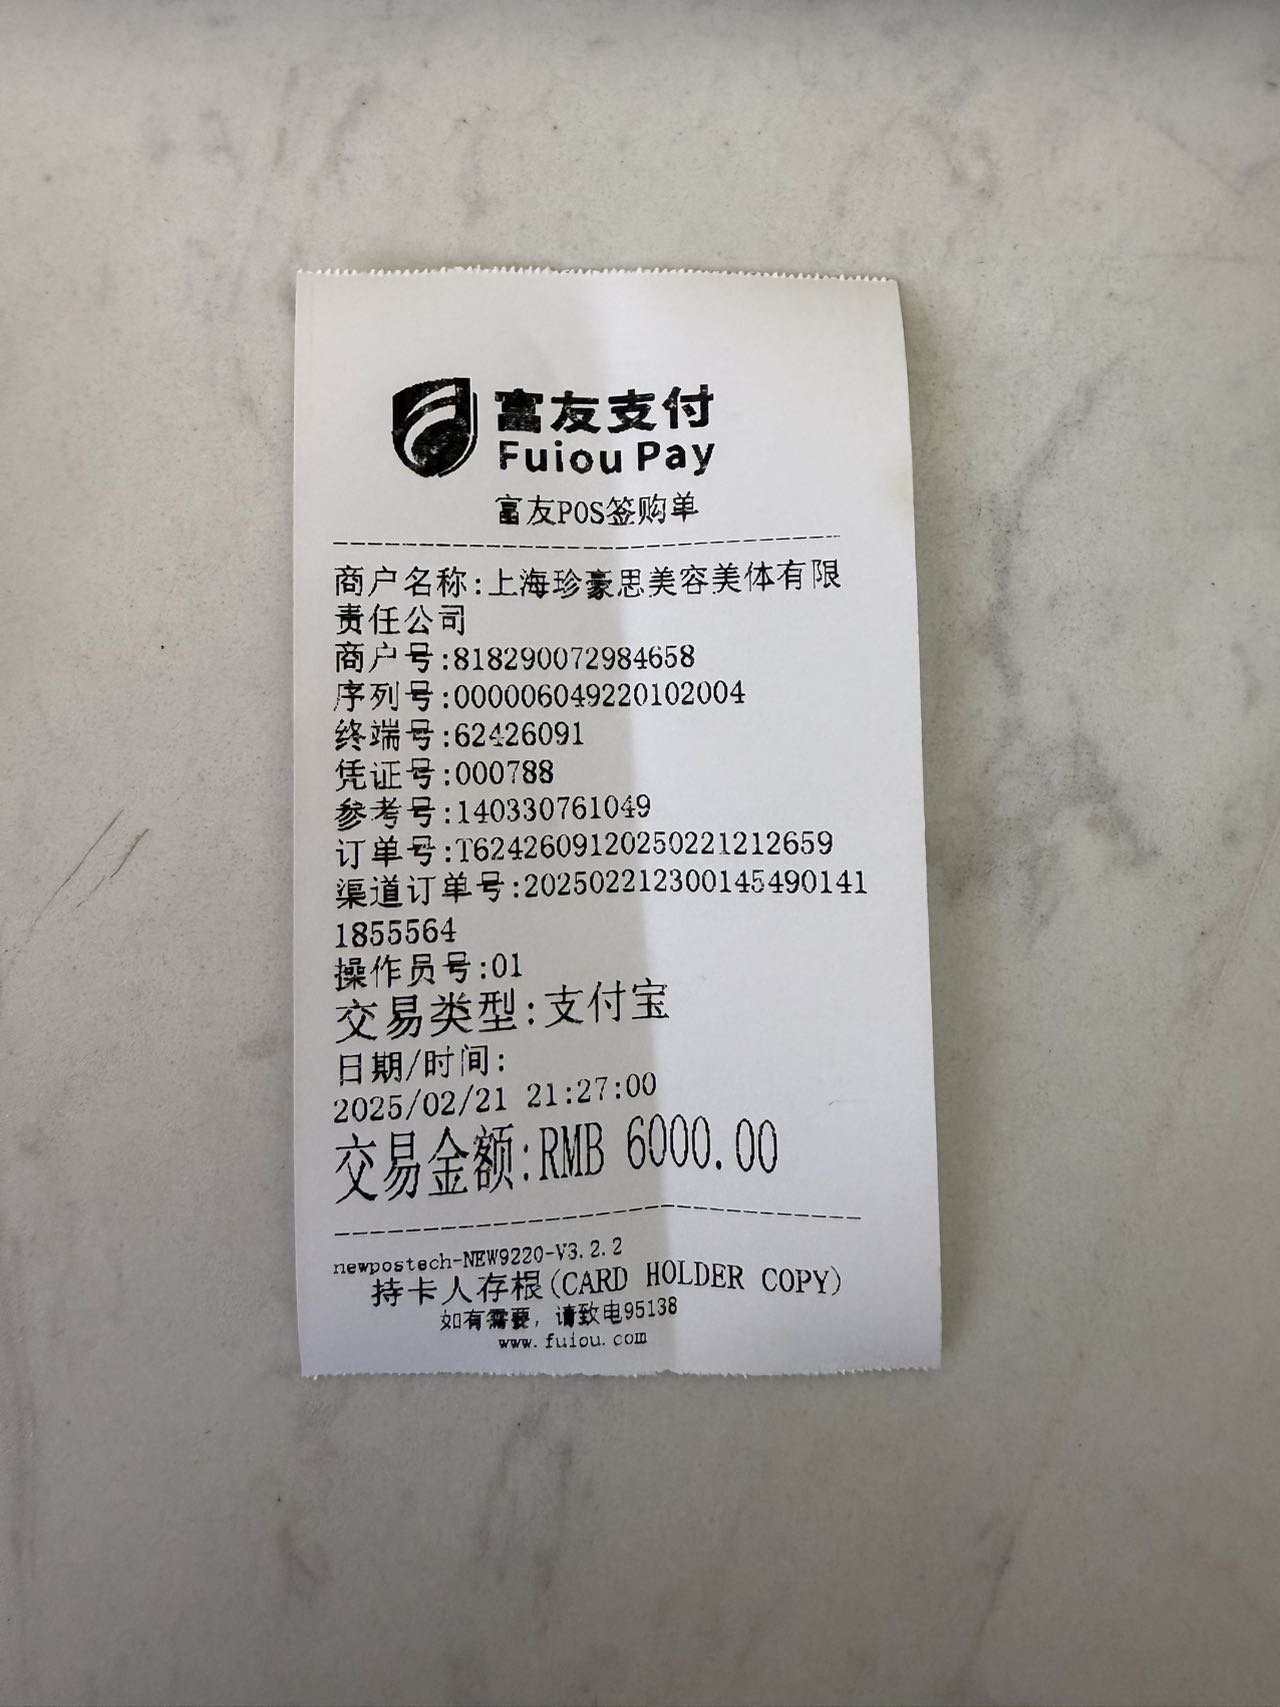 富友支付
Fuiou Pay
富友POS签购单
商户名称:上海珍豪思美容美体有限
责任公司
商户号:818290072984658
序列号:000006049220102004
终端号:62426091
凭证号:000788
参考号:140330761049
订单号:T6242609120250221212659
渠道订单号:202502212300145490141
1855564
操作员号:01
交易类型:支付宝
日期/时间:
2025/02/21 21:27:00
交易金额:RMB 6000.00
newpostech-NEW9220-V3.2.2
持卡人存根(CARD HOLDER COPY)
如有需要，请致电95138
www.fuiou.com